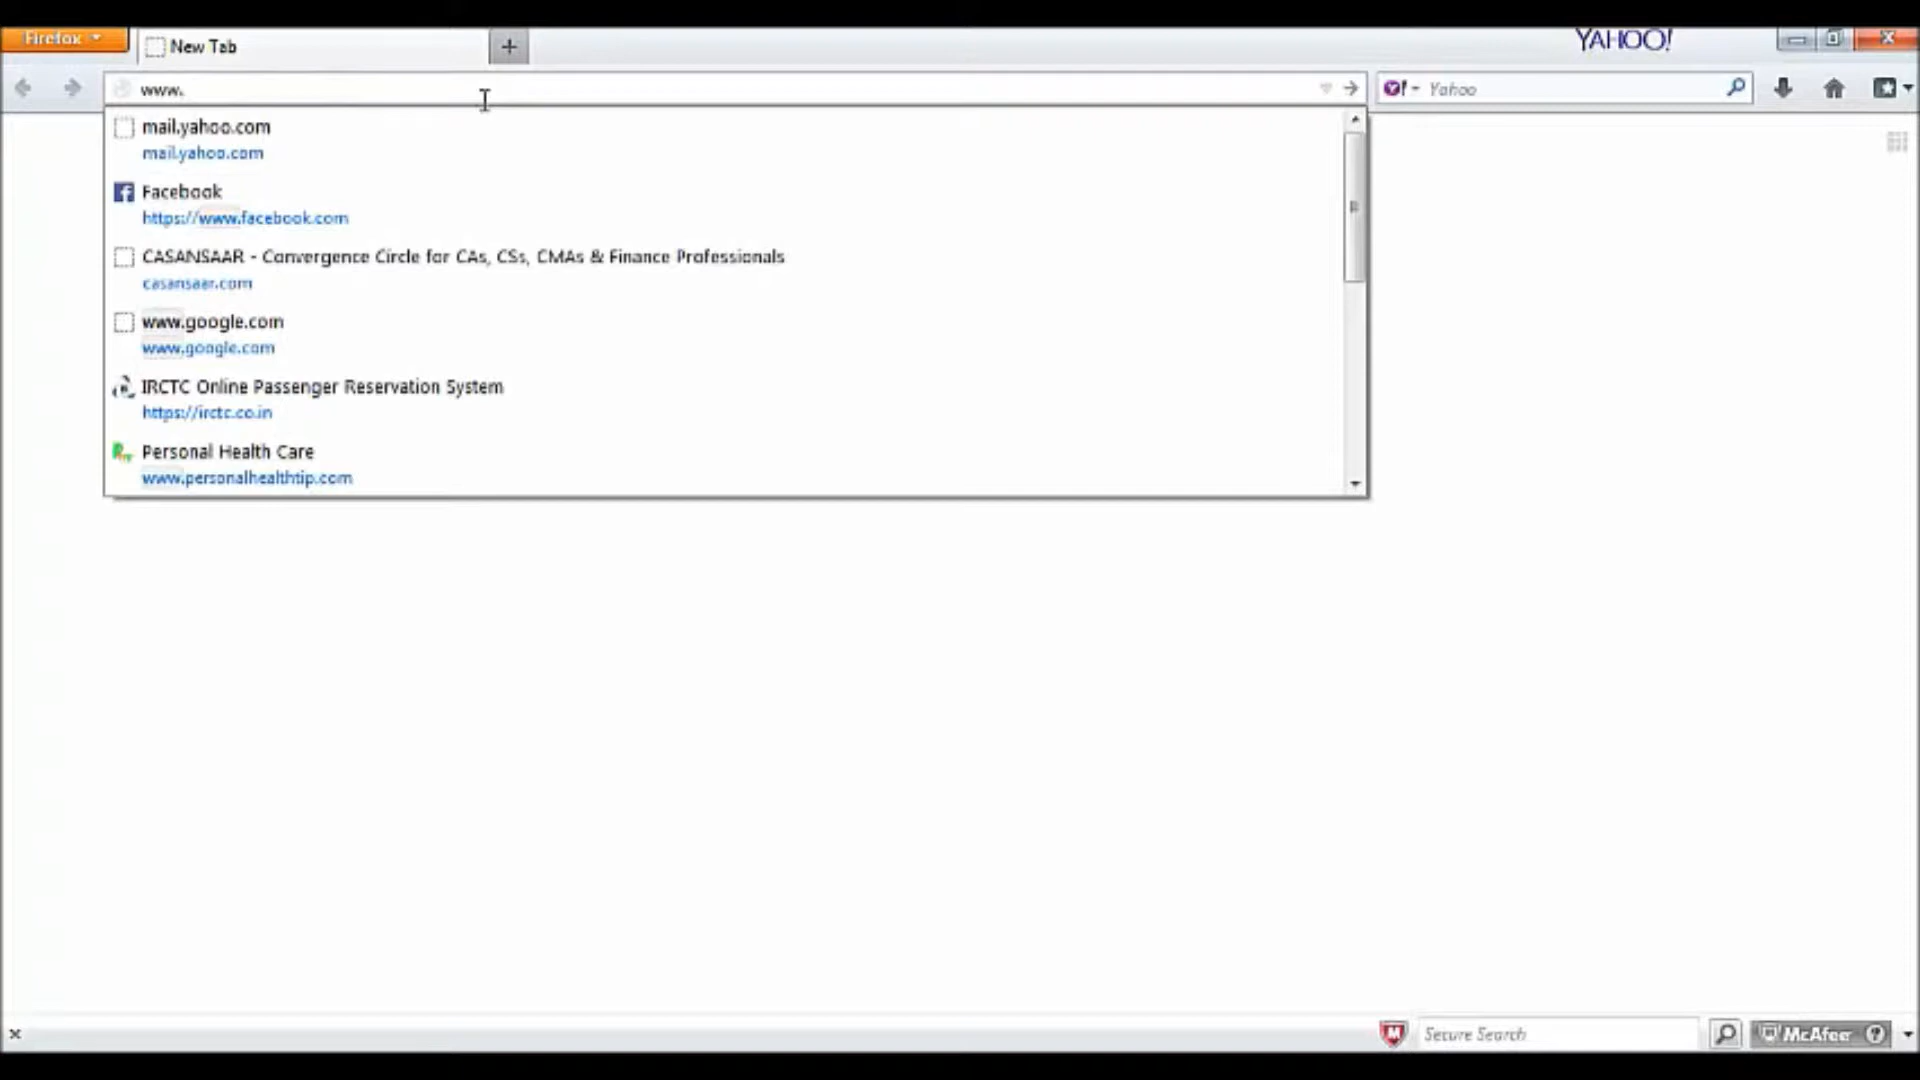 Firefox
New Tab
YAHOO!
www.
Yahoo
mail.yahoo.com
mail.yahoo.com
Facebook
https://www.facebook.com
CASANSAAR - Convergence Circle for CAs, CSs, CMAs & Finance Professionals
casansaar.com
www.google.com
www.google.com
IRCTC Online Passenger Reservation System
https://irctc.co.in
Personal Health Care
www.personalhealthtip.com
Secure Search
McAfee